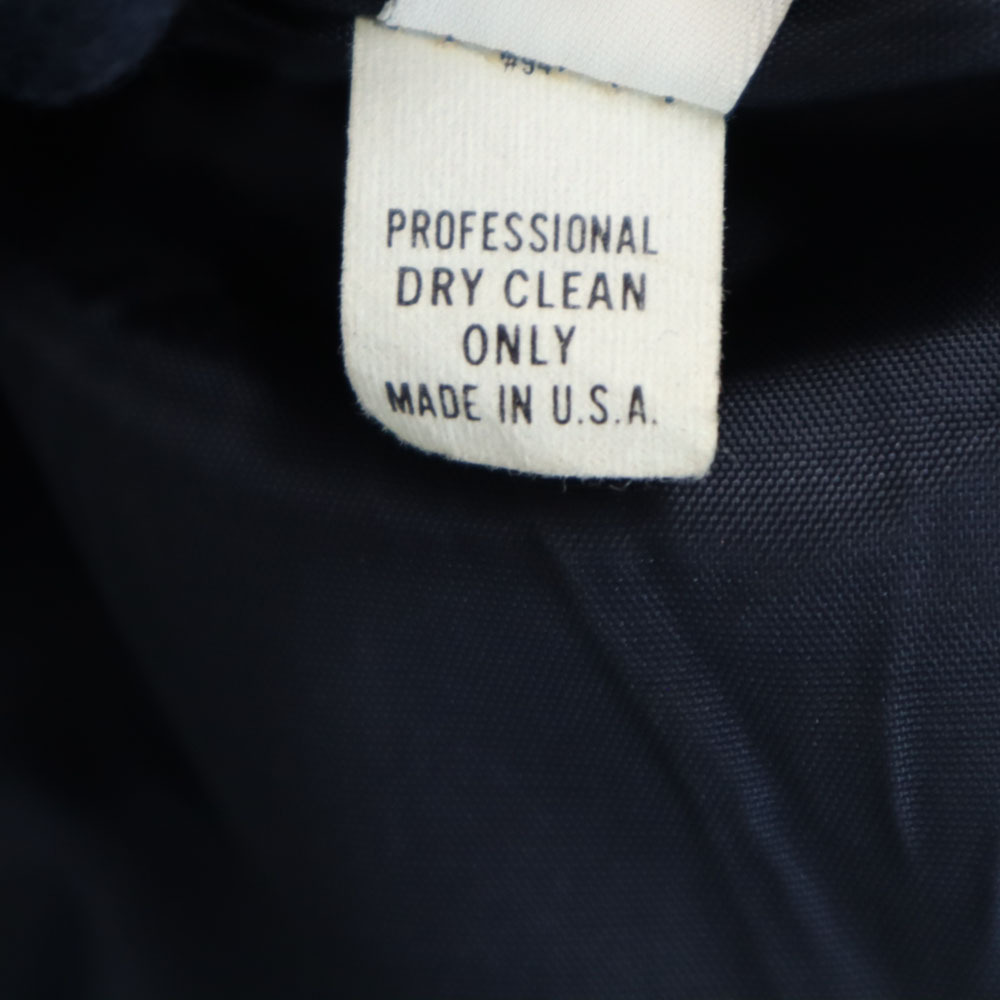 PROFESSIONAL
DRY CLEAN
ONLY
MADE IN U.S.A.